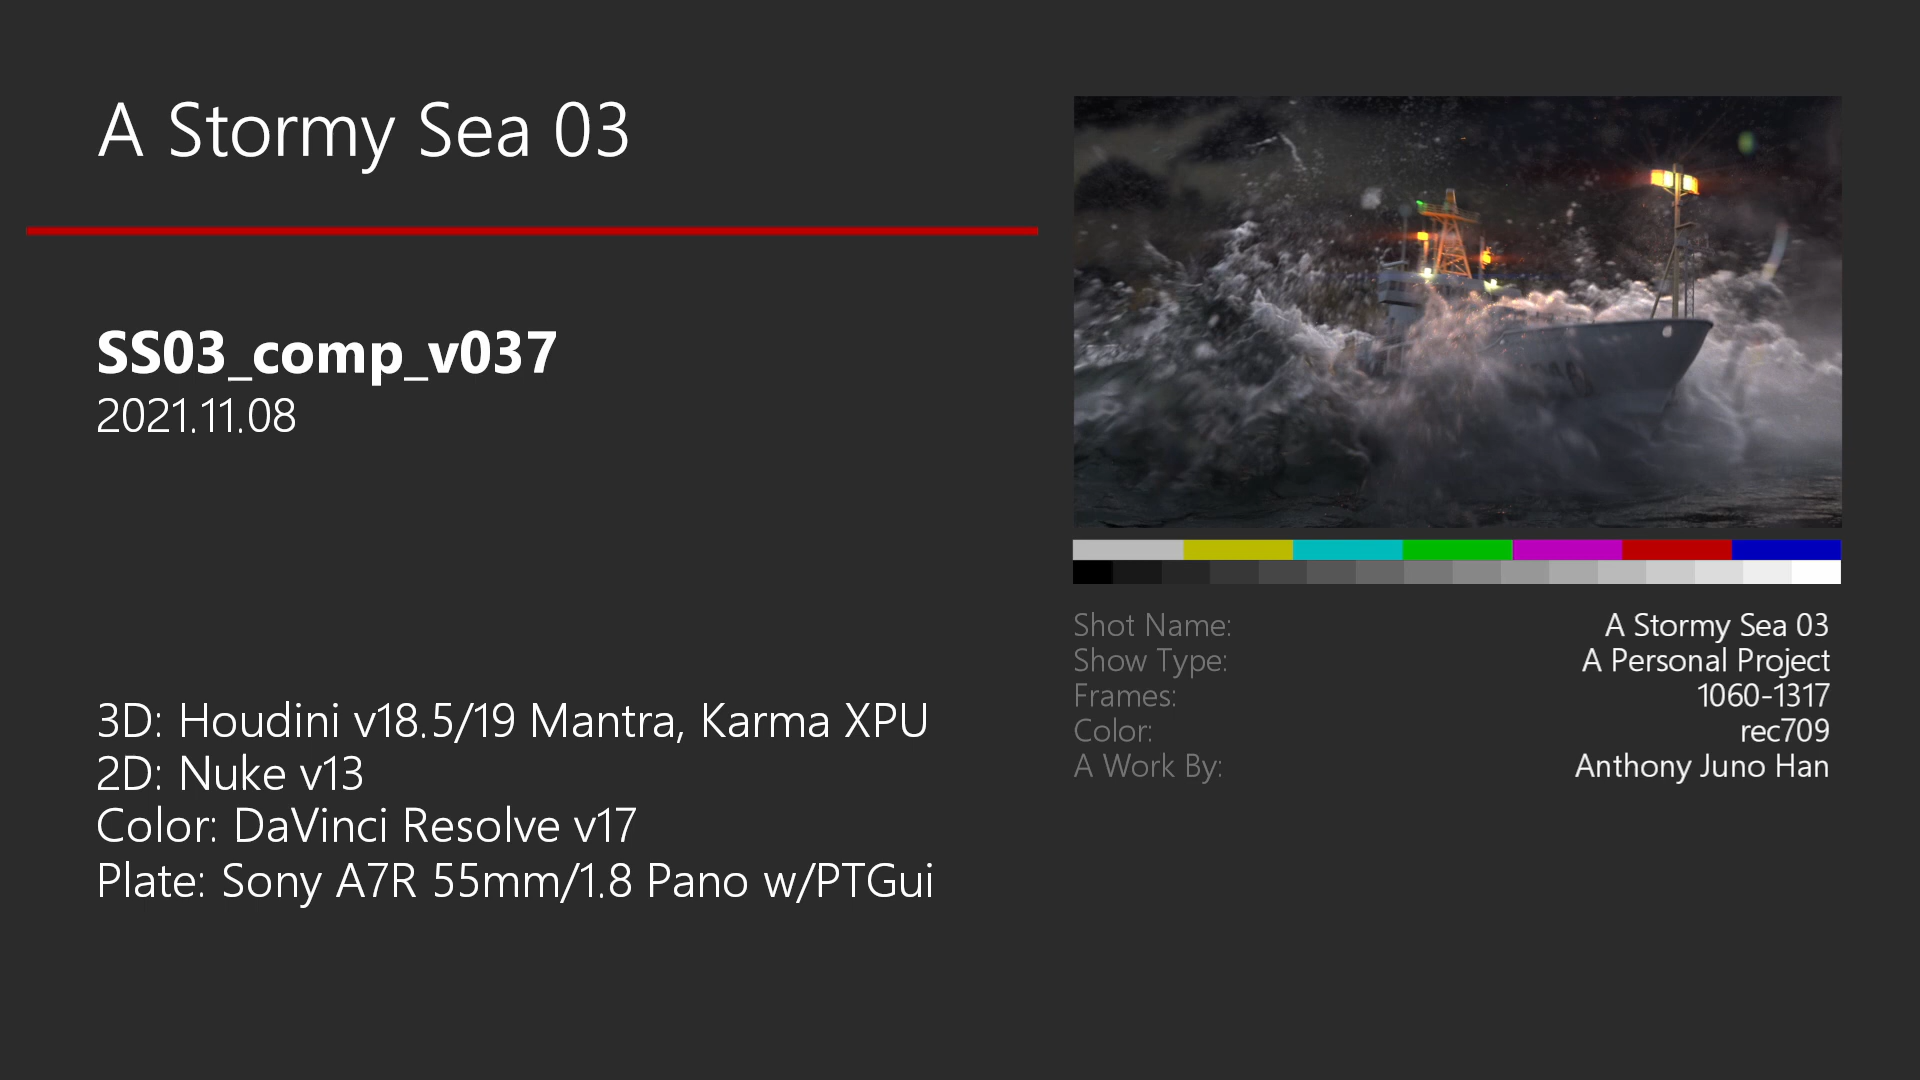 A Stormy Sea 03
SS03_comp_v037
2021.11.08
3D: Houdini v18.5/19 Mantra, Karma XPU
2D: Nuke v13
Color: DaVinci Resolve v17
Plate: Sony A7R 55mm/1.8 Pano w/PTGui
Shot Name: A Stormy Sea 03
Show Type: A Personal Project
Frames: 1060-1317
Color: rec709
A Work By: Anthony Juno Han